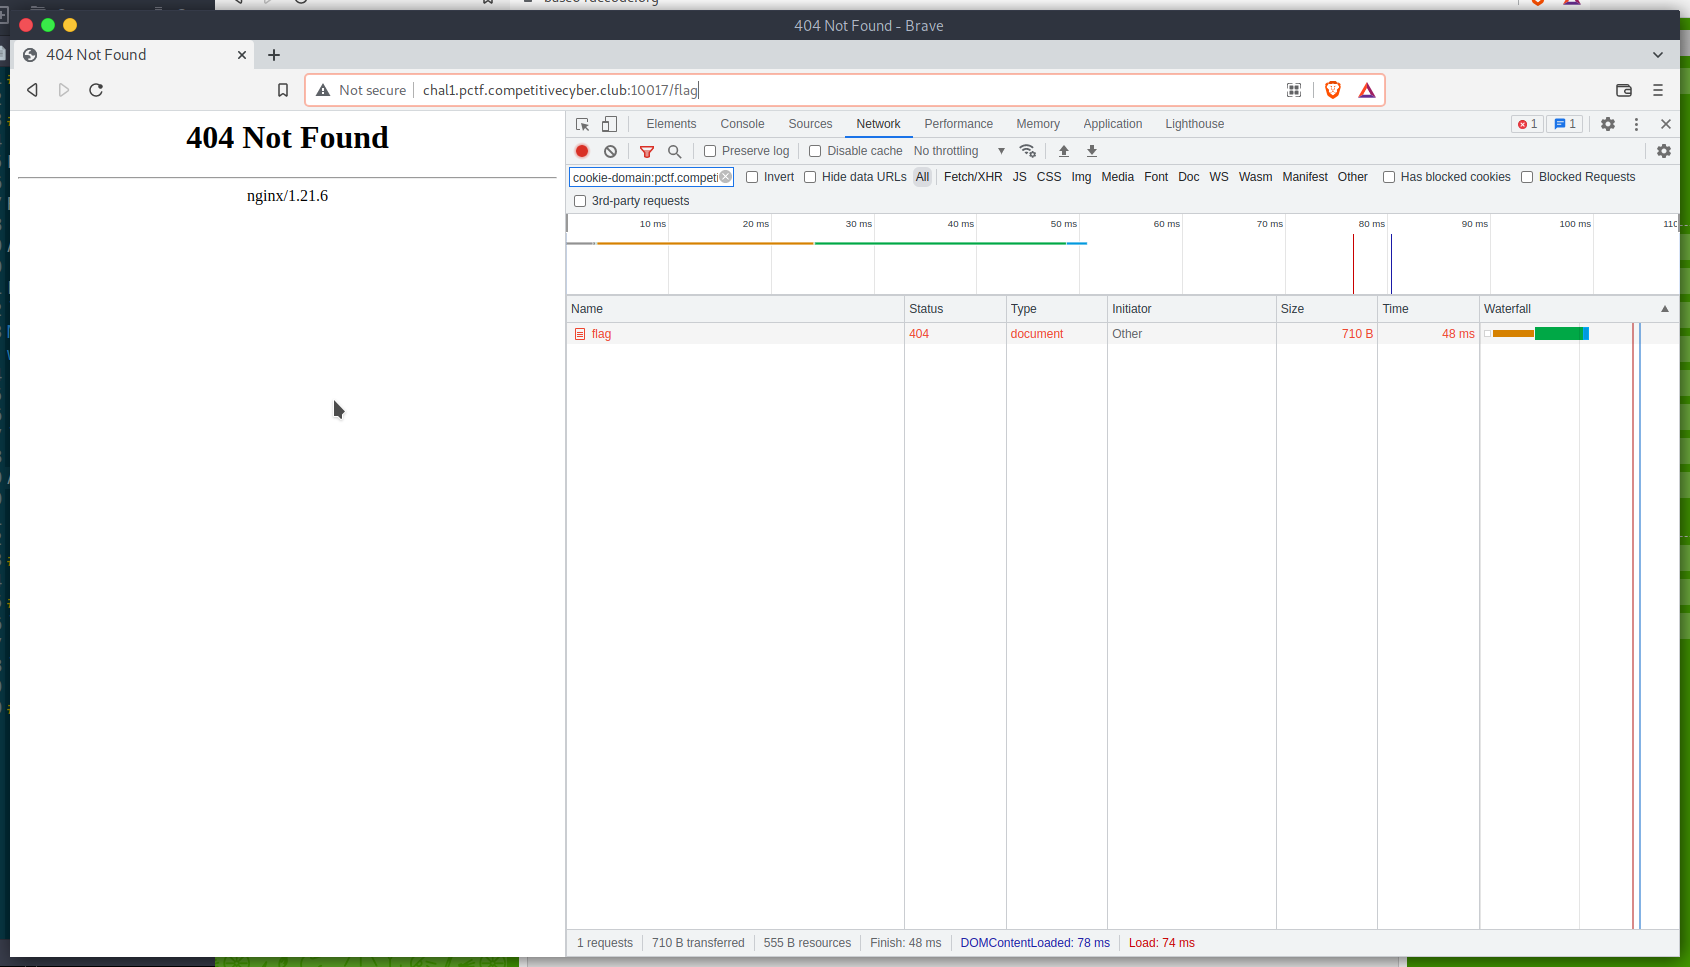 404 Not Found - Brave
404 Not Found
Not secure
chal1.pctf.competitivecyber.club:10017/flag
404 Not Found
nginx/1.21.6
Elements Console Sources Network Performance Memory Application Lighthouse 1 1
Preserve log Disable cache No throttling
cookie-domain:pctf.competi Invert Hide data URLs All Fetch/XHR JS CSS Img Media Font Doc WS Wasm Manifest Other Has blocked cookies Blocked Requests
3rd-party requests
10 ms 20 ms 30 ms 40 ms 50 ms 60 ms 70 ms 80 ms 90 ms 100 ms 110
Name Status Type Initiator Size Time Waterfall
flag 404 document Other 710 B 48 ms
1 requests 710 B transferred 555 B resources Finish: 48 ms DOMContentLoaded: 78 ms Load: 74 ms